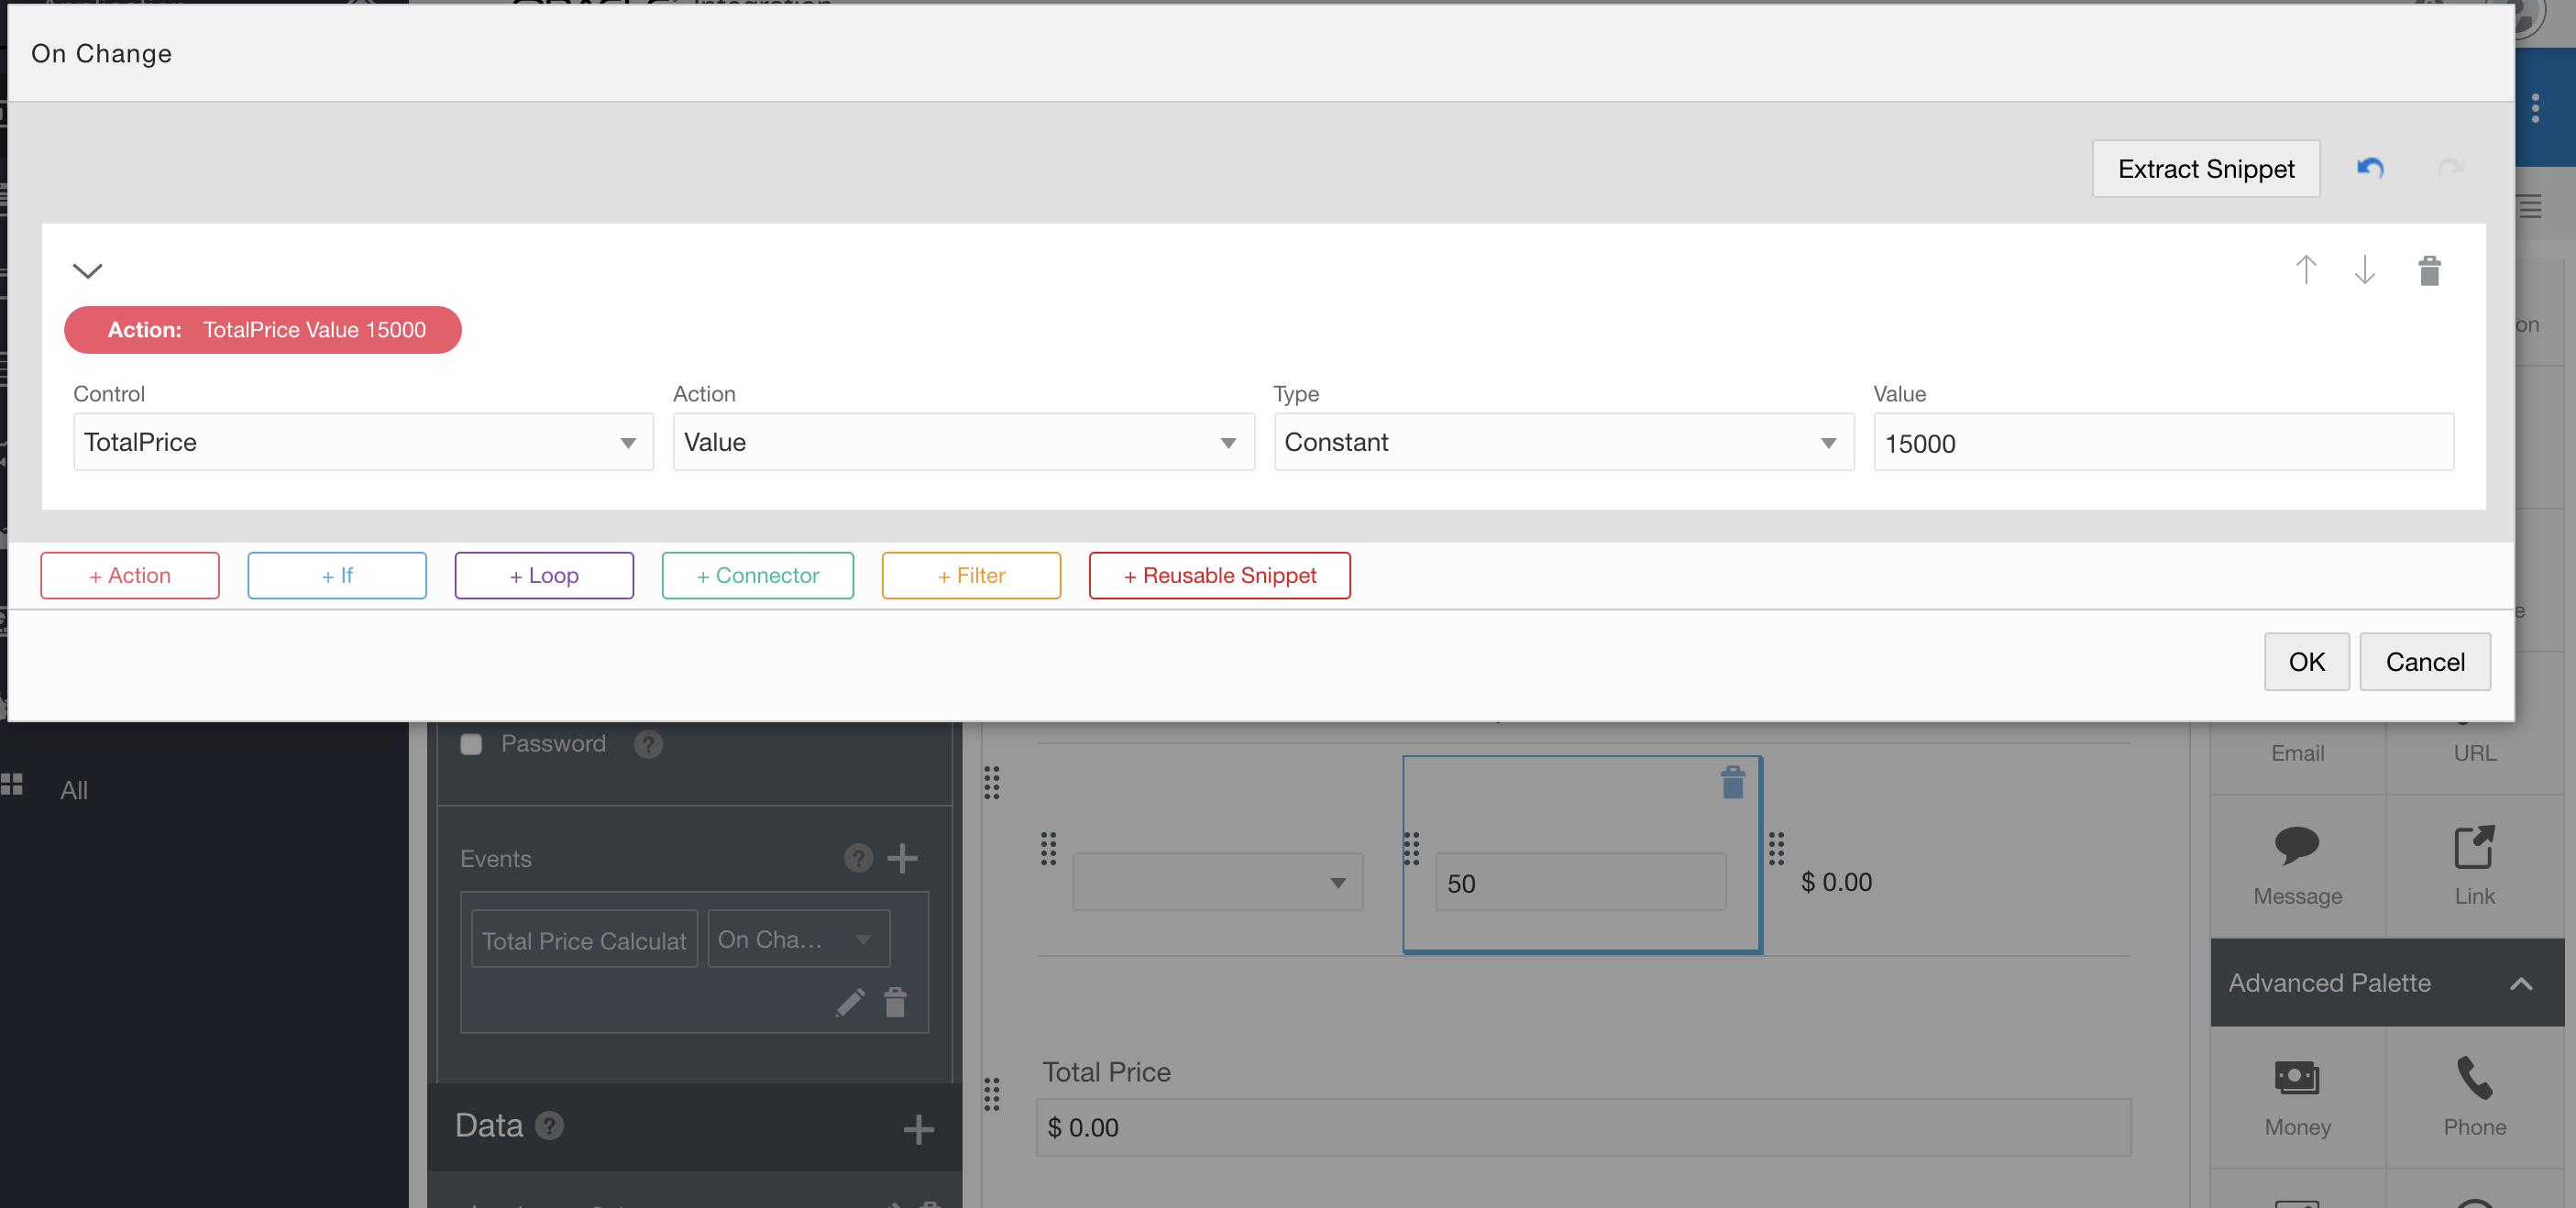 On Change
Extract Snippet
Action: TotalPrice Value 15000
Control Action Type Value
TotalPrice Value Constant 15000
+ Action + If + Loop + Connector + Filter + Reusable Snippet
OK Cancel
Password ?
All
Events ?
Total Price Calculat On Cha...
Data ?
50
$ 0.00
Total Price
$ 0.00
Email URL
Message Link
Advanced Palette
Money Phone